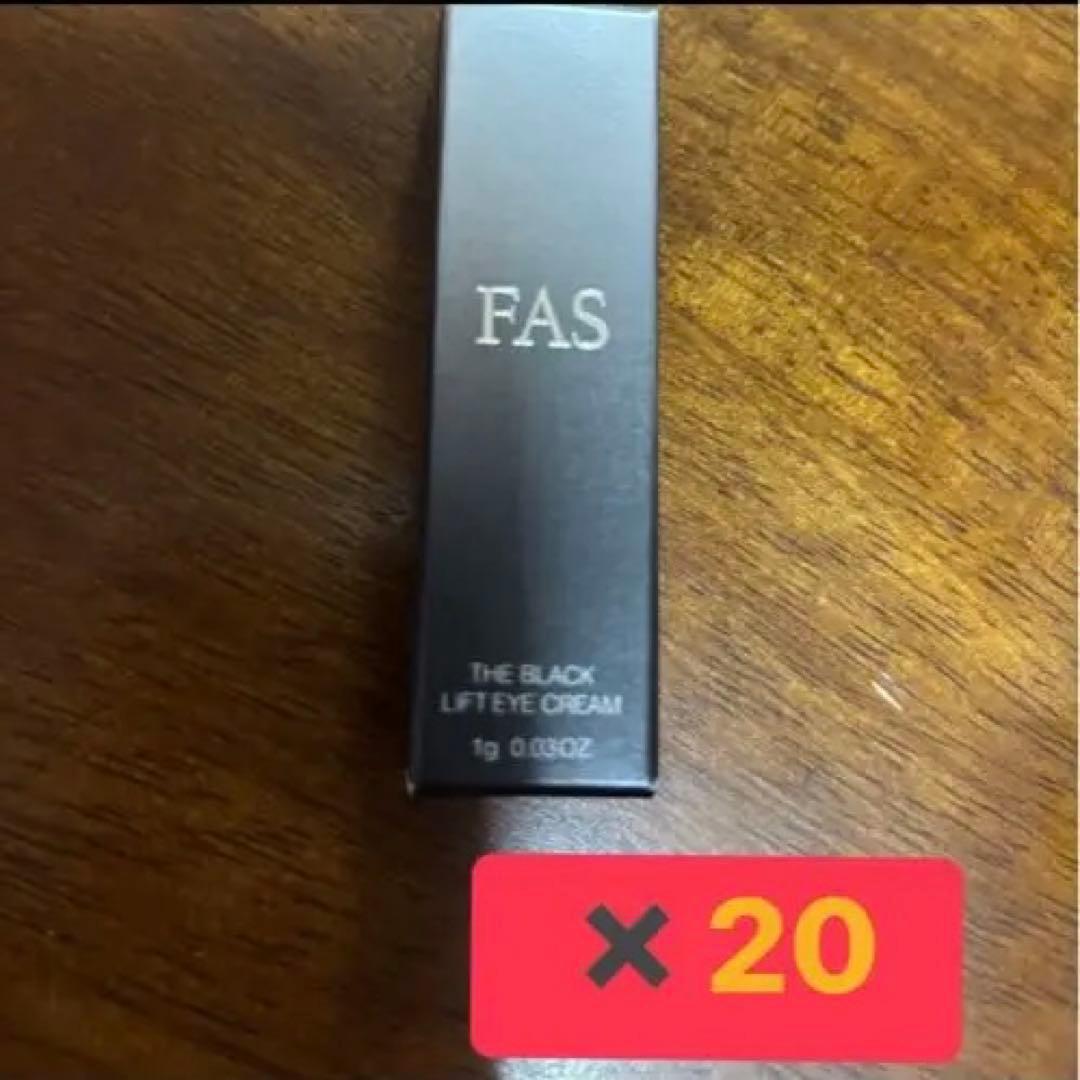 FAS
THE BLACK
LIFT EYE CREAM
1g 0.03OZ
✖ 20